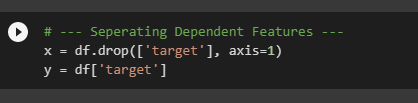 # --- Seperating Dependent Features ---
x = df.drop(['target'], axis=1)
y = df['target']